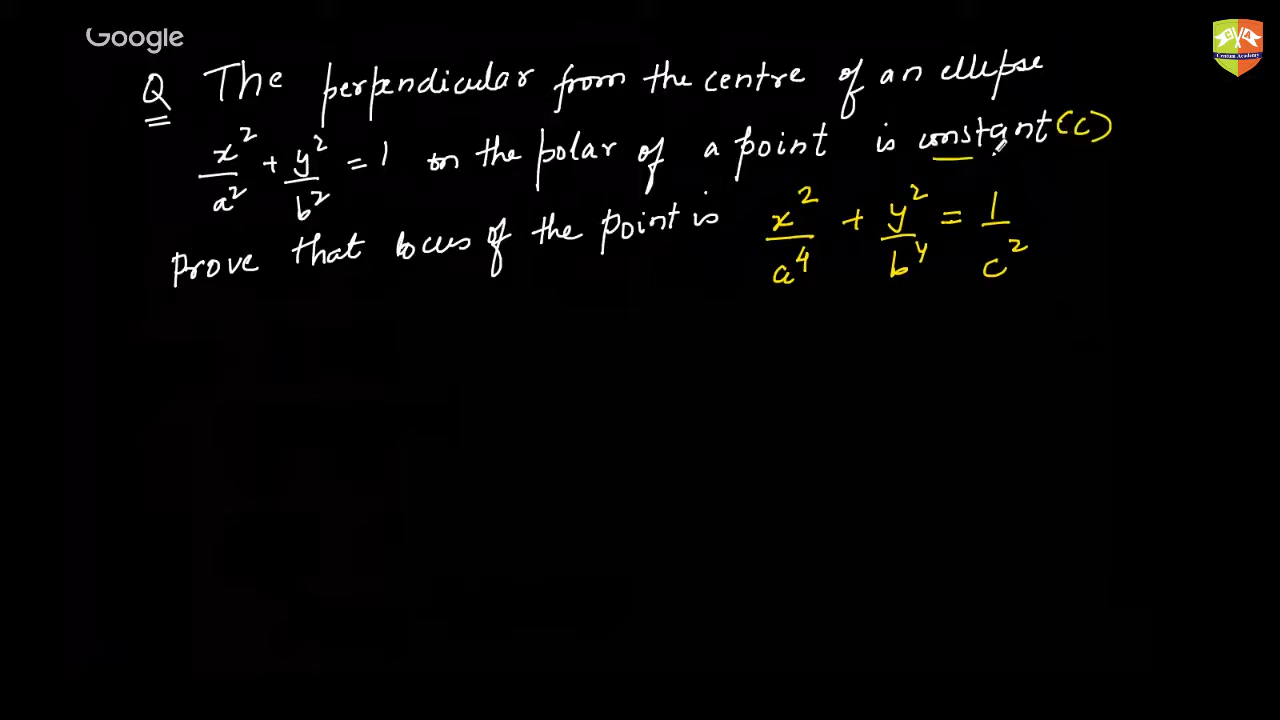 Google
Q The perpendicular from the centre of an ellipse
x²/a² + y²/b² = 1 on the polar of a point is constant (c)
Prove that locus of the point is x²/a⁴ + y²/b⁴ = 1/c²